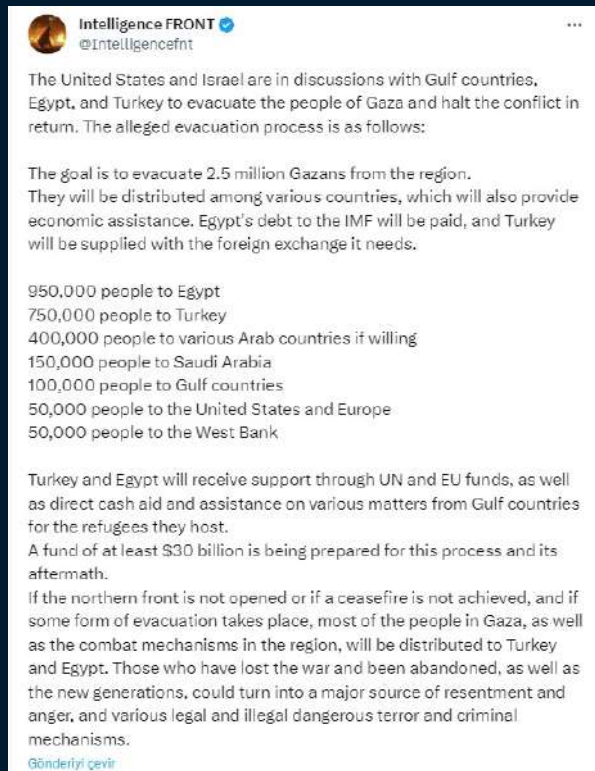 Intelligence FRONT
@Intelligencefnt
The United States and Israel are in discussions with Gulf countries,
Egypt, and Turkey to evacuate the people of Gaza and halt the conflict in
return. The alleged evacuation process is as follows:
The goal is to evacuate 2.5 million Gazans from the region.
They will be distributed among various countries, which will also provide
economic assistance. Egypt's debt to the IMF will be paid, and Turkey
will be supplied with the foreign exchange it needs.
950,000 people to Egypt
750,000 people to Turkey
400,000 people to various Arab countries if willing
150,000 people to Saudi Arabia
100,000 people to Gulf countries
50,000 people to the United States and Europe
50,000 people to the West Bank
Turkey and Egypt will receive support through UN and EU funds, as well
as direct cash aid and assistance on various matters from Gulf countries
for the refugees they host.
A fund of at least $30 billion is being prepared for this process and its
aftermath.
If the northern front is not opened or if a ceasefire is not achieved, and if
some form of evacuation takes place, most of the people in Gaza, as well
as the combat mechanisms in the region, will be distributed to Turkey
and Egypt. Those who have lost the war and been abandoned, as well as
the new generations, could turn into a major source of resentment and
anger, and various legal and illegal dangerous terror and criminal
mechanisms.
Gönderiyi çevir